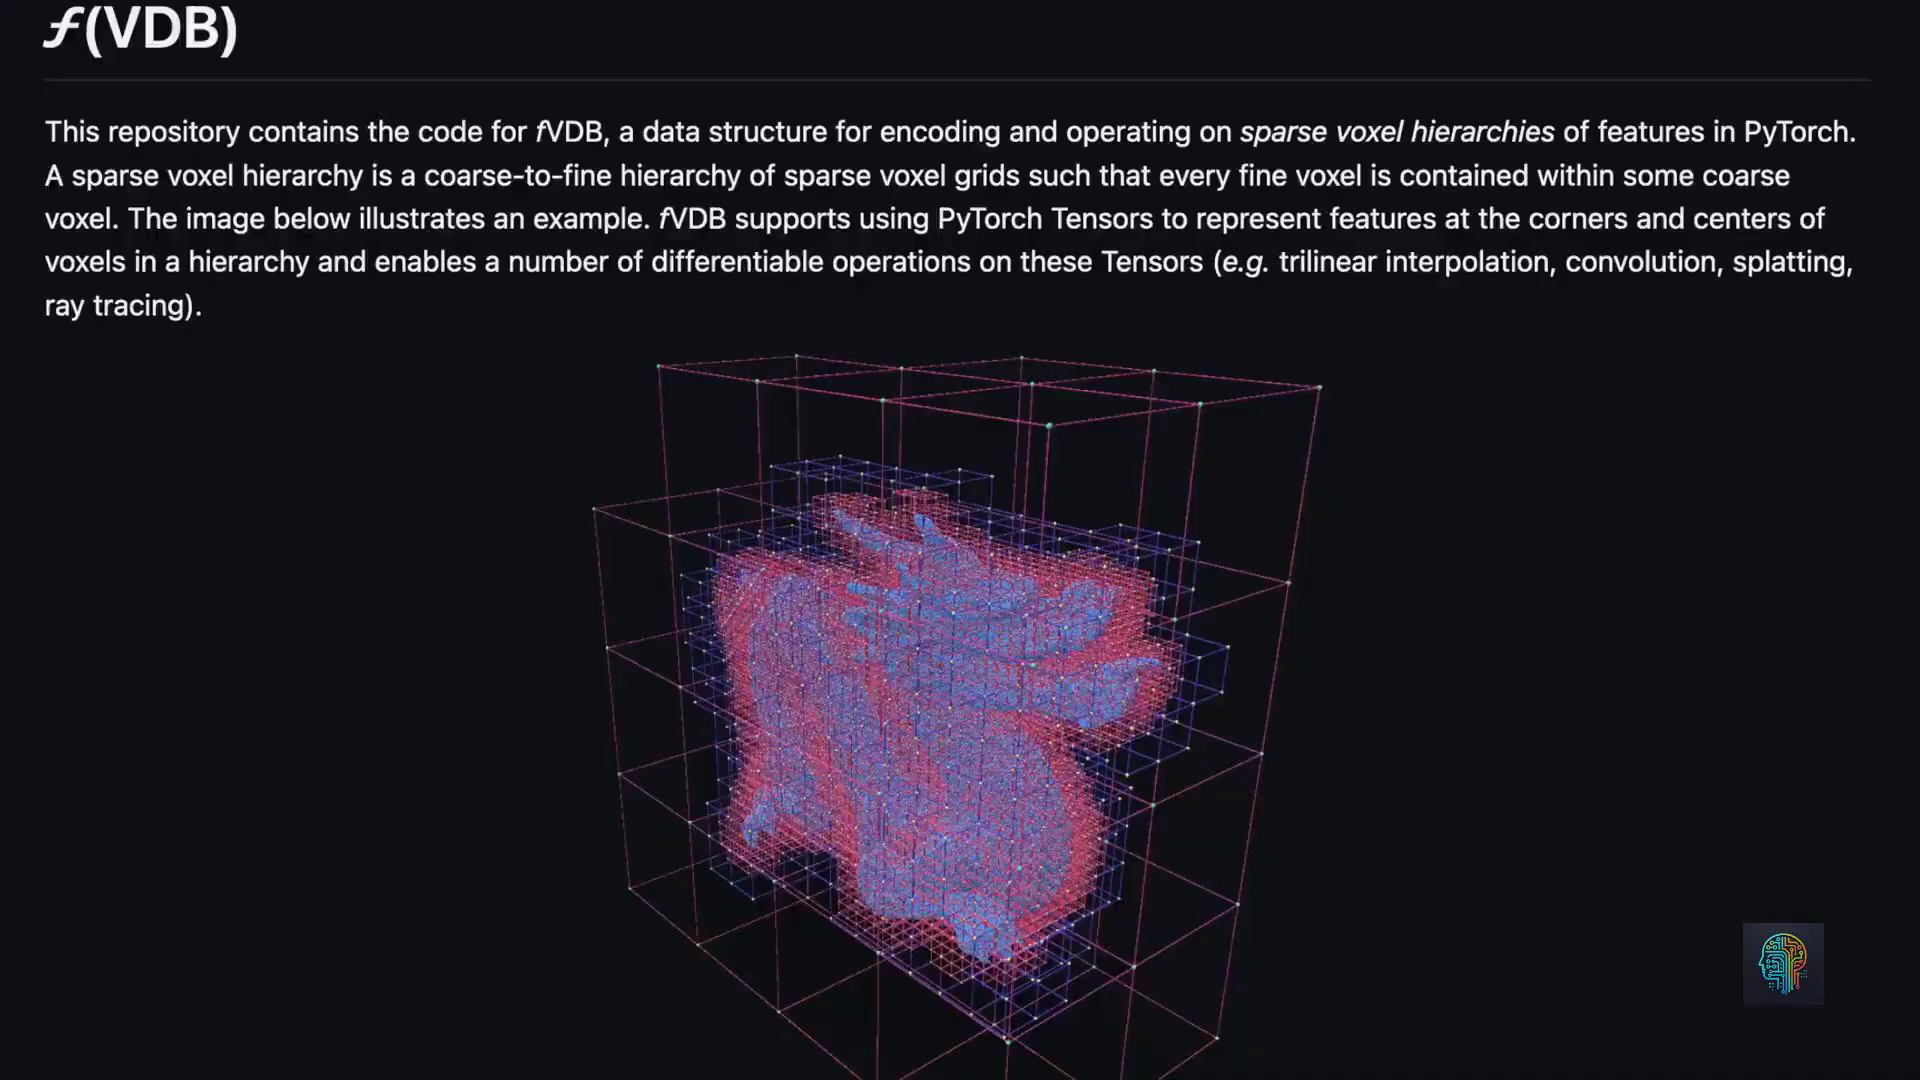 ƒ(VDB)
This repository contains the code for ƒVDB, a data structure for encoding and operating on sparse voxel hierarchies of features in PyTorch.
A sparse voxel hierarchy is a coarse-to-fine hierarchy of sparse voxel grids such that every fine voxel is contained within some coarse
voxel. The image below illustrates an example. ƒVDB supports using PyTorch Tensors to represent features at the corners and centers of
voxels in a hierarchy and enables a number of differentiable operations on these Tensors (e.g. trilinear interpolation, convolution, splatting,
ray tracing).